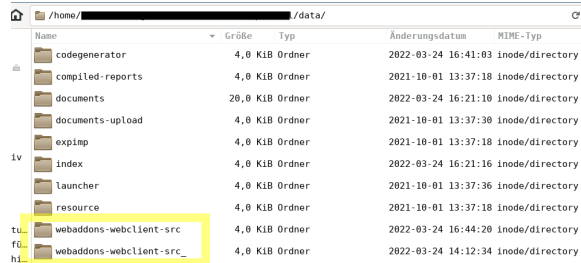 /home/ l/data/
Name Größe Typ Änderungsdatum MIME-Typ
codegenerator 4,0 KiB Ordner 2022-03-24 16:41:03 inode/directory
compiled-reports 4,0 KiB Ordner 2021-10-01 13:37:18 inode/directory
documents 20,0 KiB Ordner 2022-03-24 16:21:10 inode/directory
documents-upload 4,0 KiB Ordner 2021-10-01 13:37:30 inode/directory
expimp 4,0 KiB Ordner 2021-10-01 13:37:18 inode/directory
iv index 4,0 KiB Ordner 2022-03-24 16:21:16 inode/directory
launcher 4,0 KiB Ordner 2021-10-01 13:37:36 inode/directory
resource 4,0 KiB Ordner 2021-10-01 13:37:18 inode/directory
tu… webaddons-webclient-src 4,0 KiB Ordner 2022-03-24 16:44:20 inode/directory
fü…
webaddons-webclient-src_ 4,0 KiB Ordner 2022-03-24 14:12:34 inode/directory
hi…